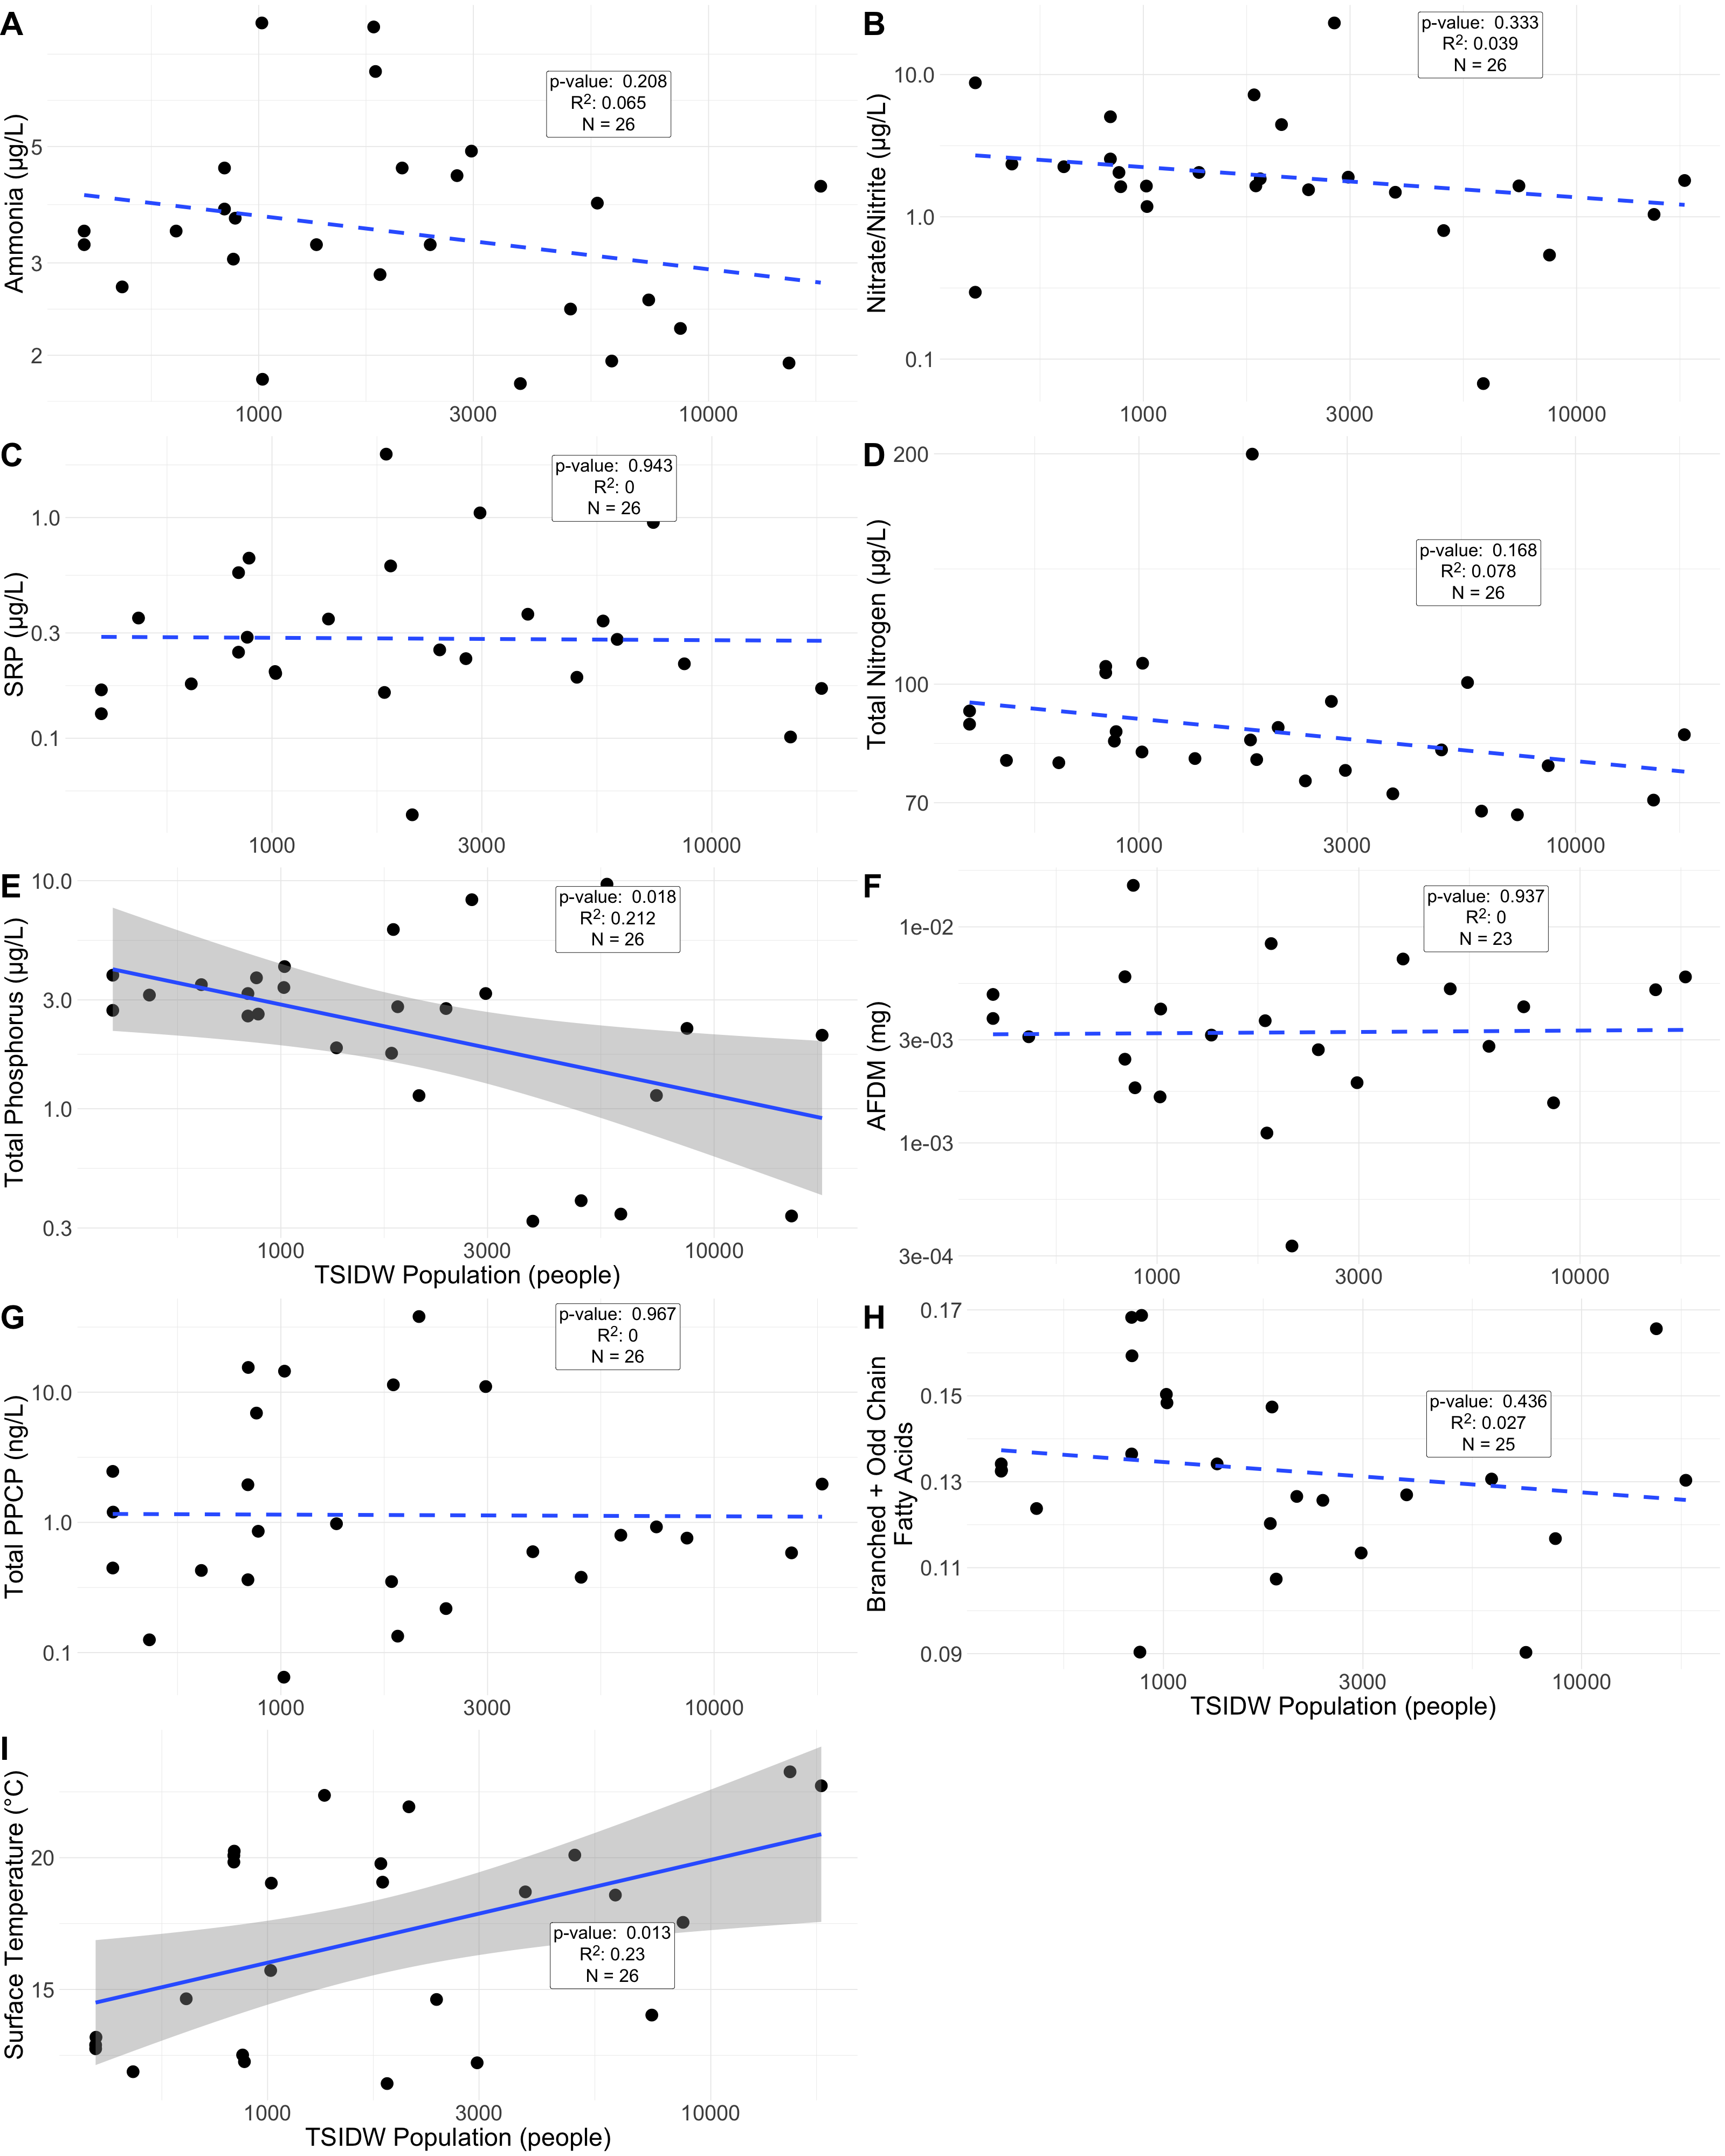 A
Ammonia (µg/L)
5
3
2
p-value: 0.208
R2: 0.065
N = 26
1000 3000 10000
B
Nitrate/Nitrite (µg/L)
10.0
1.0
0.1
p-value: 0.333
R2: 0.039
N = 26
1000 3000 10000
C
SRP (µg/L)
1.0
0.3
0.1
p-value: 0.943
R2: 0
N = 26
1000 3000 10000
D
Total Nitrogen (µg/L)
200
100
70
p-value: 0.168
R2: 0.078
N = 26
1000 3000 10000
E
Total Phosphorus (µg/L)
10.0
3.0
1.0
0.3
p-value: 0.018
R2: 0.212
N = 26
1000 3000 10000
TSIDW Population (people)
F
AFDM (mg)
1e-02
3e-03
1e-03
3e-04
p-value: 0.937
R2: 0
N = 23
1000 3000 10000
G
Total PPCP (ng/L)
10.0
1.0
0.1
p-value: 0.967
R2: 0
N = 26
1000 3000 10000
H
Branched + Odd Chain
Fatty Acids
0.17
0.15
0.13
0.11
0.09
p-value: 0.436
R2: 0.027
N = 25
1000 3000 10000
TSIDW Population (people)
I
Surface Temperature (°C)
20
15
p-value: 0.013
R2: 0.23
N = 26
1000 3000 10000
TSIDW Population (people)